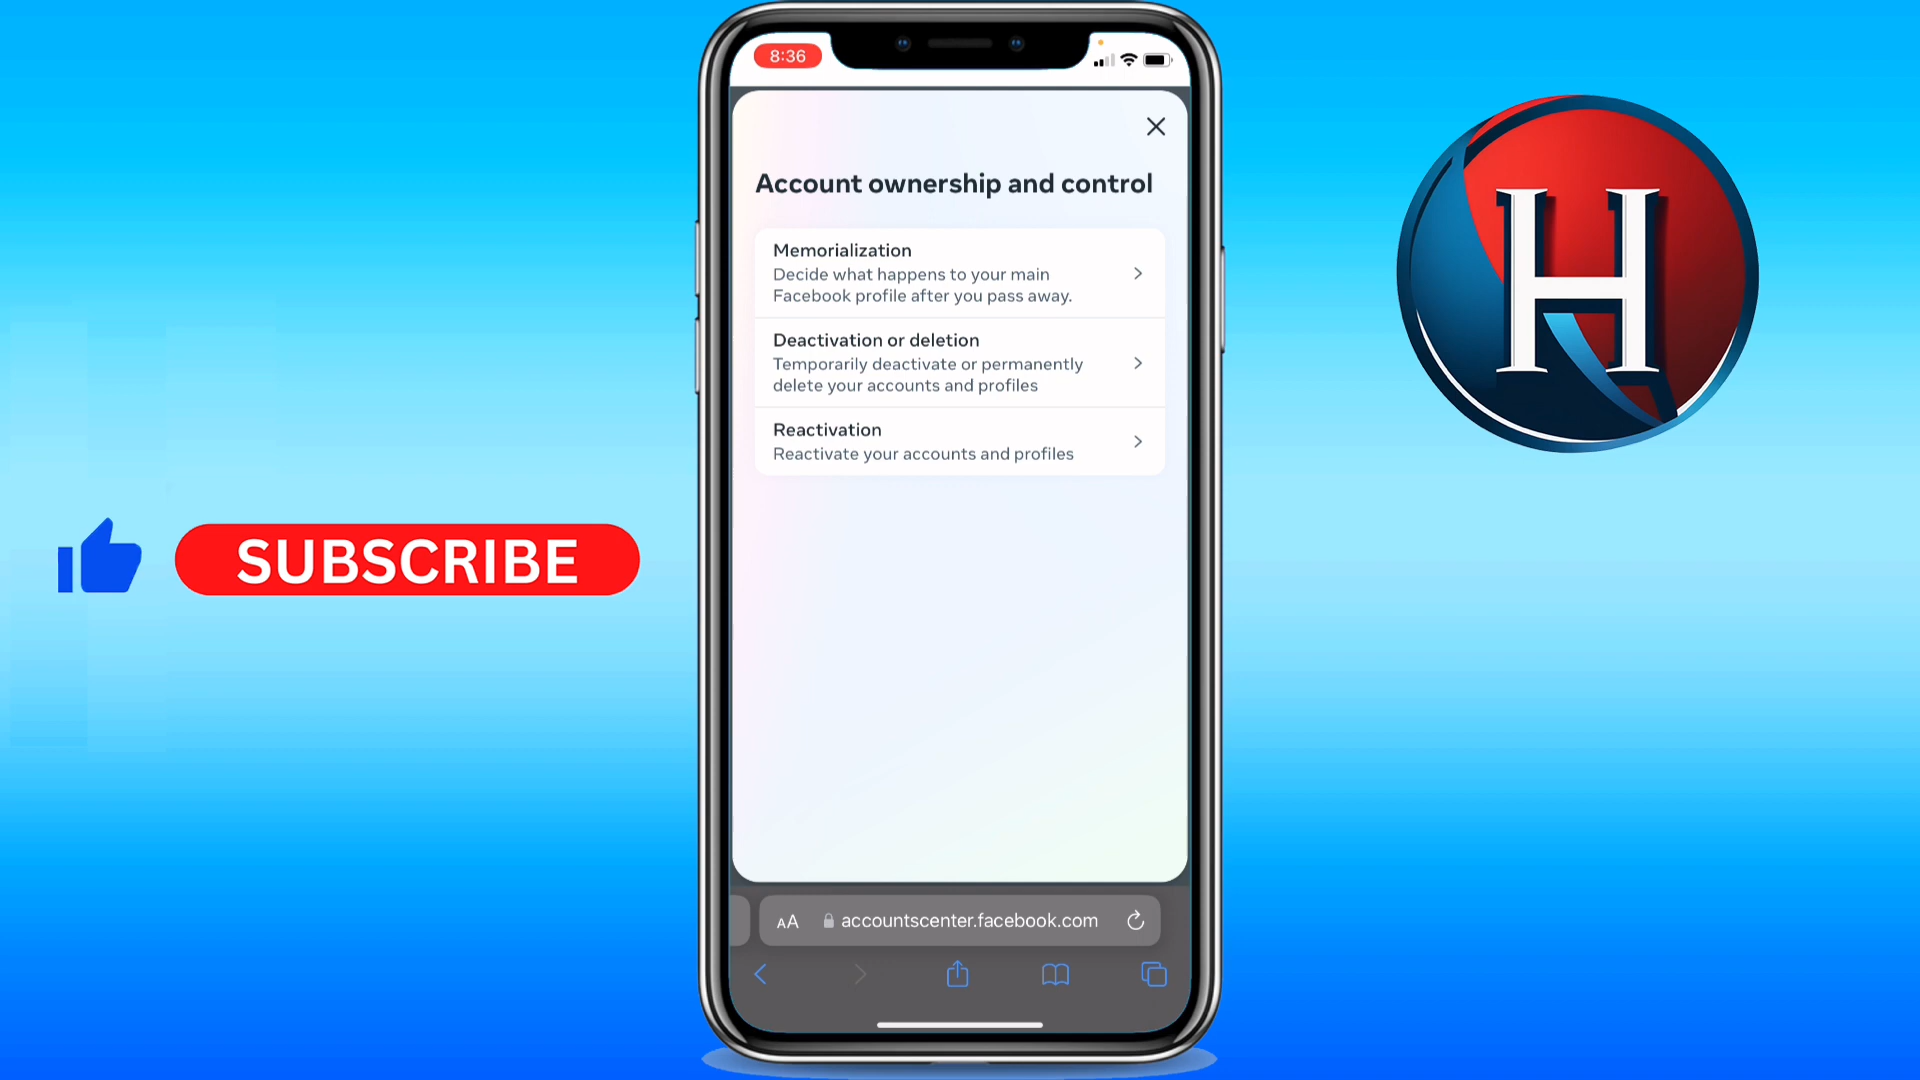 8:36
Account ownership and control
Memorialization
Decide what happens to your main
Facebook profile after you pass away.
Deactivation or deletion
Temporarily deactivate or permanently
delete your accounts and profiles
Reactivation
Reactivate your accounts and profiles
H
SUBSCRIBE
AA accountscenter.facebook.com